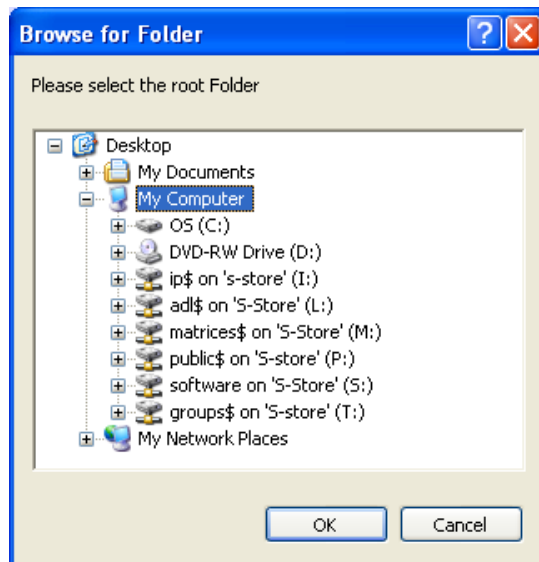 Browse for Folder
Please select the root Folder
Desktop
My Documents
My Computer
OS (C:)
DVD-RW Drive (D:)
ip$ on 's-store' (I:)
adl$ on 'S-Store' (L:)
matrices$ on 'S-Store' (M:)
public$ on 'S-store' (P:)
software on 'S-Store' (S:)
groups$ on 'S-store' (T:)
My Network Places
OK Cancel